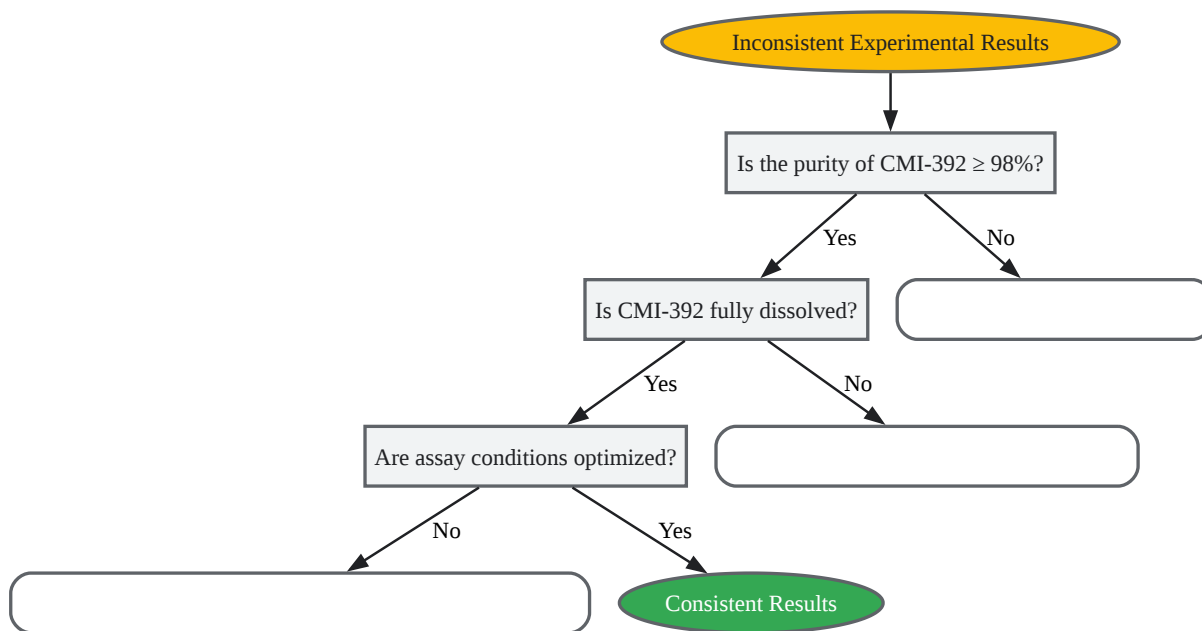 Inconsistent Experimental Results
Is the purity of CMI-392 ≥ 98%?
Yes
No
Is CMI-392 fully dissolved?
Yes
No
Are assay conditions optimized?
No
Yes
Consistent Results